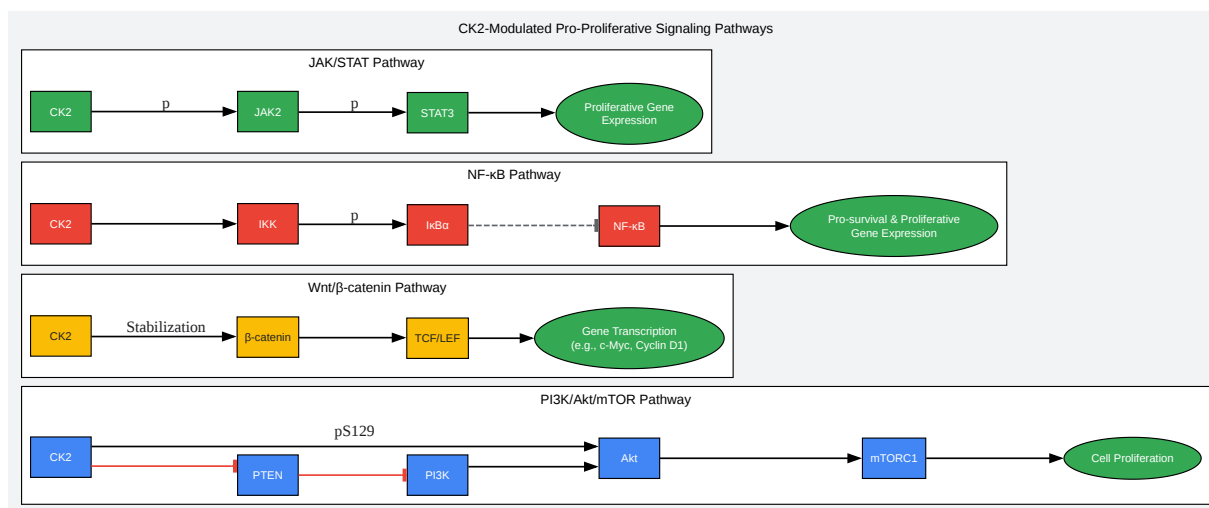 CK2-Modulated Pro-Proliferative Signaling Pathways
JAK/STAT Pathway
CK2
p
JAK2
p
STAT3
Proliferative Gene
Expression
NF-κB Pathway
CK2
IKK
p
IκBα
NF-κB
Pro-survival & Proliferative
Gene Expression
Wnt/β-catenin Pathway
CK2
Stabilization
β-catenin
TCF/LEF
Gene Transcription
(e.g., c-Myc, Cyclin D1)
PI3K/Akt/mTOR Pathway
CK2
pS129
PTEN
PI3K
Akt
mTORC1
Cell Proliferation